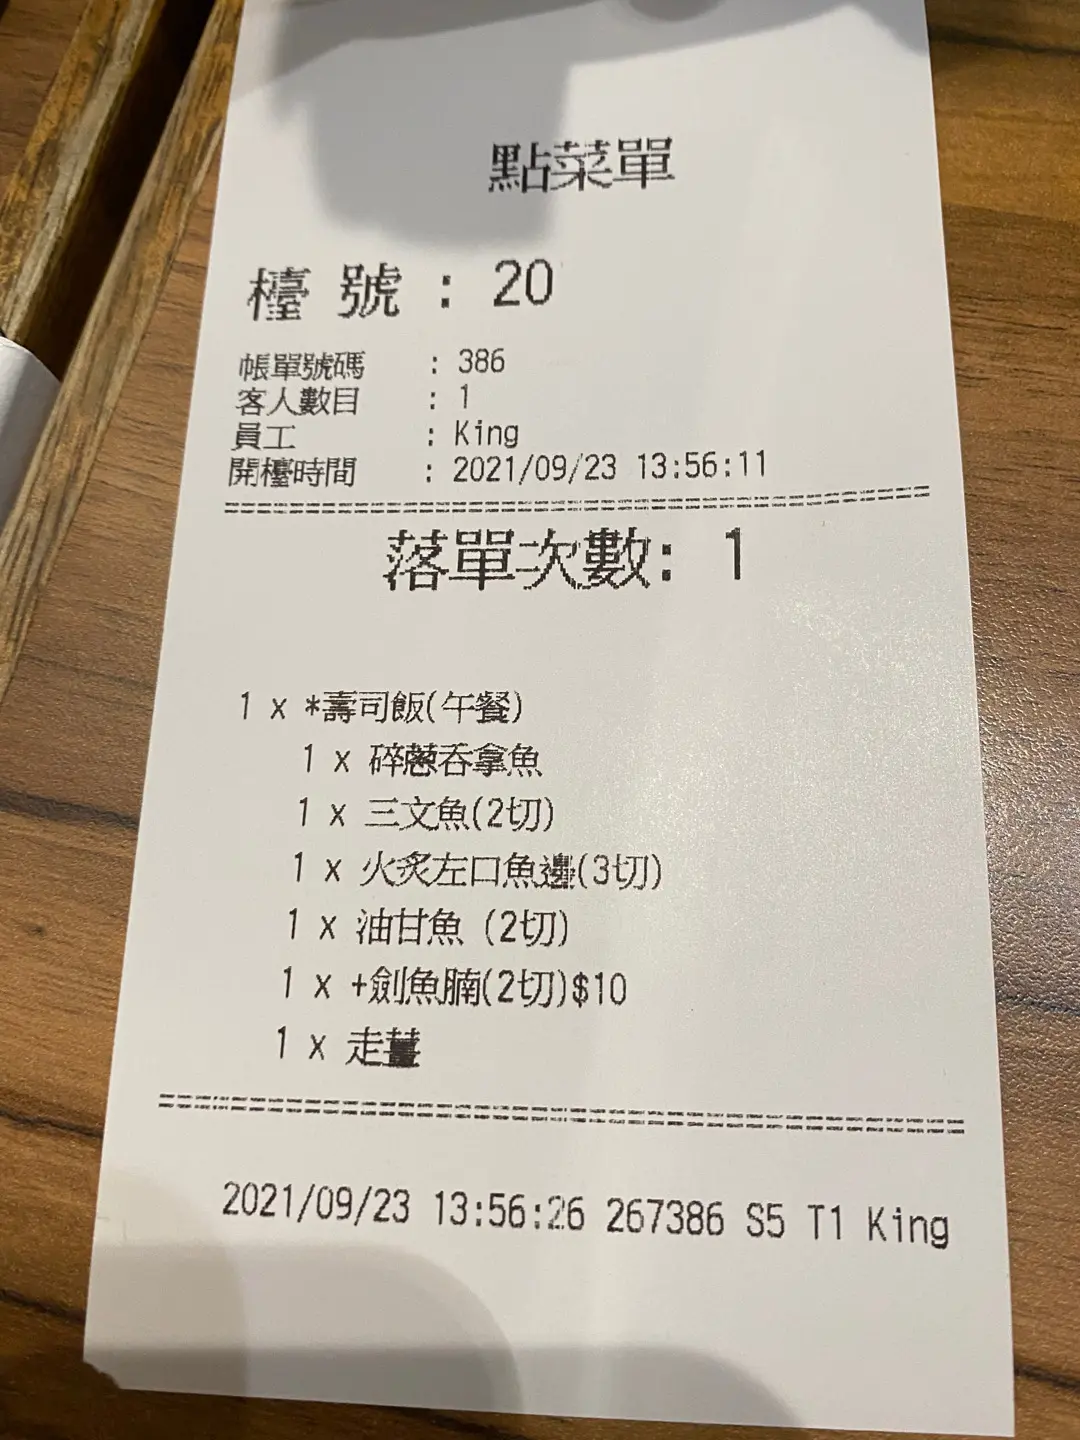 點菜單
檯 號 : 20
帳單號碼 : 386
客人數目 : 1
員工 : King
開檯時間 : 2021/09/23 13:56:11
落單次數: 1
1 x *壽司飯(午餐)
1 x 碎蔥吞拿魚
1 x 三文魚(2切)
1 x 火炙左口魚邊(3切)
1 x 油甘魚 (2切)
1 x +劍魚腩(2切)$10
1 x 走薑
2021/09/23 13:56:26 267386 S5 T1 King